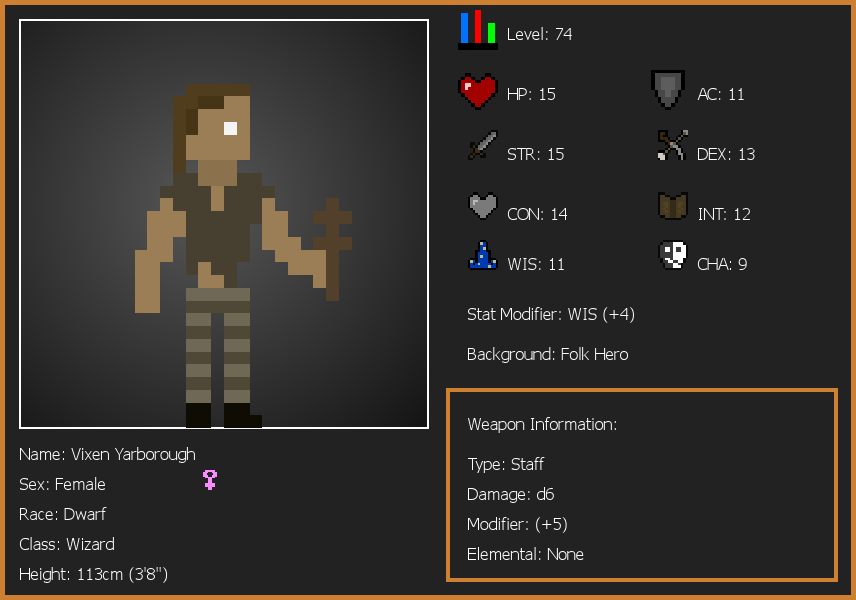 Level: 74
HP: 15
AC: 11
STR: 15
DEX: 13
CON: 14
INT: 12
WIS: 11
CHA: 9
Stat Modifier: WIS (+4)
Background: Folk Hero
Weapon Information:
Type: Staff
Damage: d6
Modifier: (+5)
Elemental: None
Name: Vixen Yarborough
Sex: Female
Race: Dwarf
Class: Wizard
Height: 113cm (3'8")